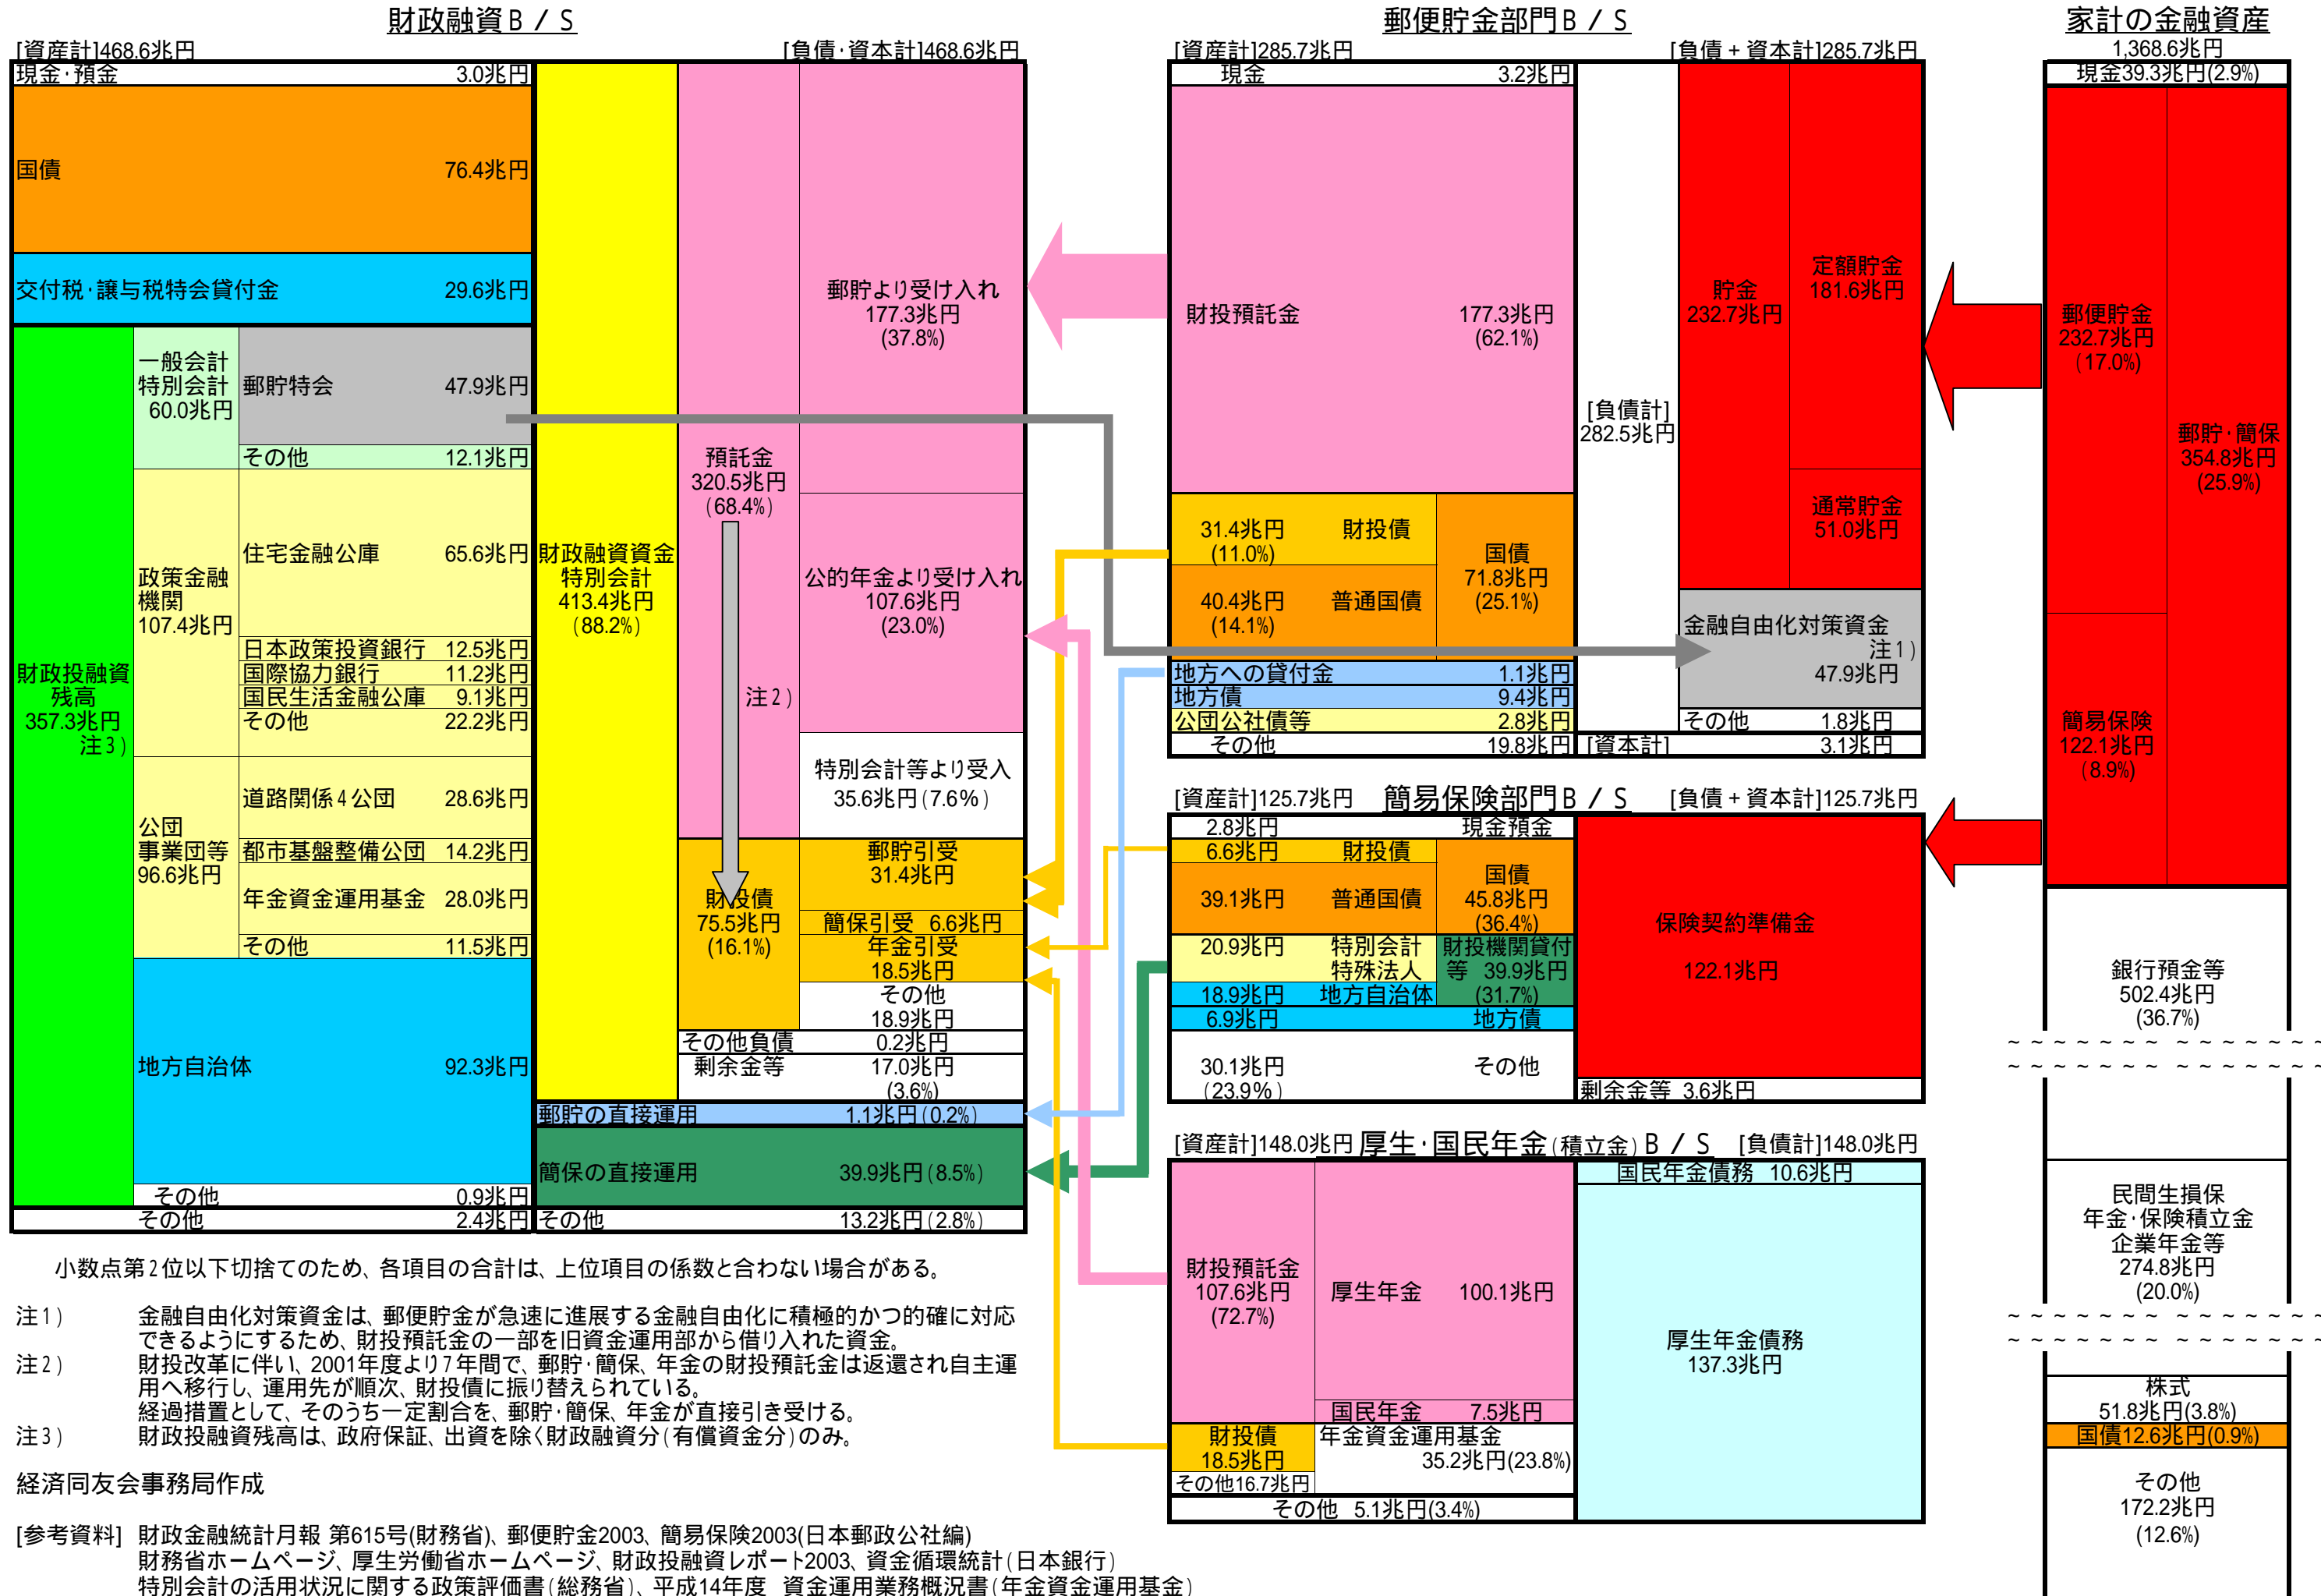 財政融資B/S
[資産計]468.6兆円
[負債・資本計]468.6兆円
現金・預金 3.0兆円
国債 76.4兆円
交付税・譲与税特会貸付金 29.6兆円
財政投融資
残高
357.3兆円
注3)
一般会計
特別会計
60.0兆円
郵貯特会 47.9兆円
その他 12.1兆円
政策金融
機関
107.4兆円
住宅金融公庫 65.6兆円
日本政策投資銀行 12.5兆円
国際協力銀行 11.2兆円
国民生活金融公庫 9.1兆円
その他 22.2兆円
公団
事業団等
96.6兆円
道路関係4公団 28.6兆円
都市基盤整備公団 14.2兆円
年金資金運用基金 28.0兆円
その他 11.5兆円
地方自治体 92.3兆円
その他 0.9兆円
その他 2.4兆円
財政融資資金
特別会計
413.4兆円
(88.2%)
預託金
320.5兆円
(68.4%)
注2)
郵貯より受け入れ
177.3兆円
(37.8%)
公的年金より受け入れ
107.6兆円
(23.0%)
特別会計等より受入
35.6兆円(7.6%)
財投債
75.5兆円
(16.1%)
郵貯引受
31.4兆円
簡保引受 6.6兆円
年金引受
18.5兆円
その他
18.9兆円
その他負債 0.2兆円
剰余金等 17.0兆円
(3.6%)
郵貯の直接運用 1.1兆円(0.2%)
簡保の直接運用 39.9兆円(8.5%)
その他 13.2兆円(2.8%)
郵便貯金部門B/S
[資産計]285.7兆円
[負債+資本計]285.7兆円
現金 3.2兆円
財投預託金 177.3兆円
(62.1%)
31.4兆円 財投債
(11.0%)
40.4兆円 普通国債
(14.1%)
国債
71.8兆円
(25.1%)
地方への貸付金 1.1兆円
地方債 9.4兆円
公団公社債等 2.8兆円
その他 19.8兆円
[負債計]
282.5兆円
貯金
232.7兆円
定額貯金
181.6兆円
通常貯金
51.0兆円
金融自由化対策資金
注1)
47.9兆円
その他 1.8兆円
[資本計] 3.1兆円
[資産計]125.7兆円 簡易保険部門B/S [負債+資本計]125.7兆円
2.8兆円 現金預金
6.6兆円 財投債
39.1兆円 普通国債
国債
45.8兆円
(36.4%)
20.9兆円 特別会計
特殊法人
財投機関貸付
等 39.9兆円
(31.7%)
18.9兆円 地方自治体
6.9兆円 地方債
30.1兆円 その他
(23.9%)
保険契約準備金
122.1兆円
剰余金等 3.6兆円
[資産計]148.0兆円 厚生・国民年金(積立金)B/S [負債計]148.0兆円
財投預託金
107.6兆円
(72.7%)
厚生年金 100.1兆円
国民年金 7.5兆円
財投債
18.5兆円
その他16.7兆円
年金資金運用基金
35.2兆円(23.8%)
その他 5.1兆円(3.4%)
国民年金債務 10.6兆円
厚生年金債務
137.3兆円
家計の金融資産
1,368.6兆円
現金39.3兆円(2.9%)
郵便貯金
232.7兆円
(17.0%)
郵貯・簡保
354.8兆円
(25.9%)
簡易保険
122.1兆円
(8.9%)
銀行預金等
502.4兆円
(36.7%)
~ ~ ~ ~ ~ ~ ~ ~ ~ ~ ~ ~ ~ ~
~ ~ ~ ~ ~ ~ ~ ~ ~ ~ ~ ~ ~ ~
民間生損保
年金・保険積立金
企業年金等
274.8兆円
(20.0%)
~ ~ ~ ~ ~ ~ ~ ~ ~ ~ ~ ~ ~ ~
~ ~ ~ ~ ~ ~ ~ ~ ~ ~ ~ ~ ~ ~
株式
51.8兆円(3.8%)
国債12.6兆円(0.9%)
その他
172.2兆円
(12.6%)
小数点第2位以下切捨てのため、各項目の合計は、上位項目の係数と合わない場合がある。
注1) 金融自由化対策資金は、郵便貯金が急速に進展する金融自由化に積極的かつ的確に対応
できるようにするため、財投預託金の一部を旧資金運用部から借り入れた資金。
注2) 財投改革に伴い、2001年度より7年間で、郵貯・簡保、年金の財投預託金は返還され自主運
用へ移行し、運用先が順次、財投債に振り替えられている。
経過措置として、そのうち一定割合を、郵貯・簡保、年金が直接引き受ける。
注3) 財政投融資残高は、政府保証、出資を除く財政融資分(有償資金分)のみ。
経済同友会事務局作成
[参考資料] 財政金融統計月報 第615号(財務省)、郵便貯金2003、簡易保険2003(日本郵政公社編)
財務省ホームページ、厚生労働省ホームページ、財政投融資レポート2003、資金循環統計(日本銀行)
特別会計の活用状況に関する政策評価書(総務省)、平成14年度 資金運用業務概況書(年金資金運用基金)